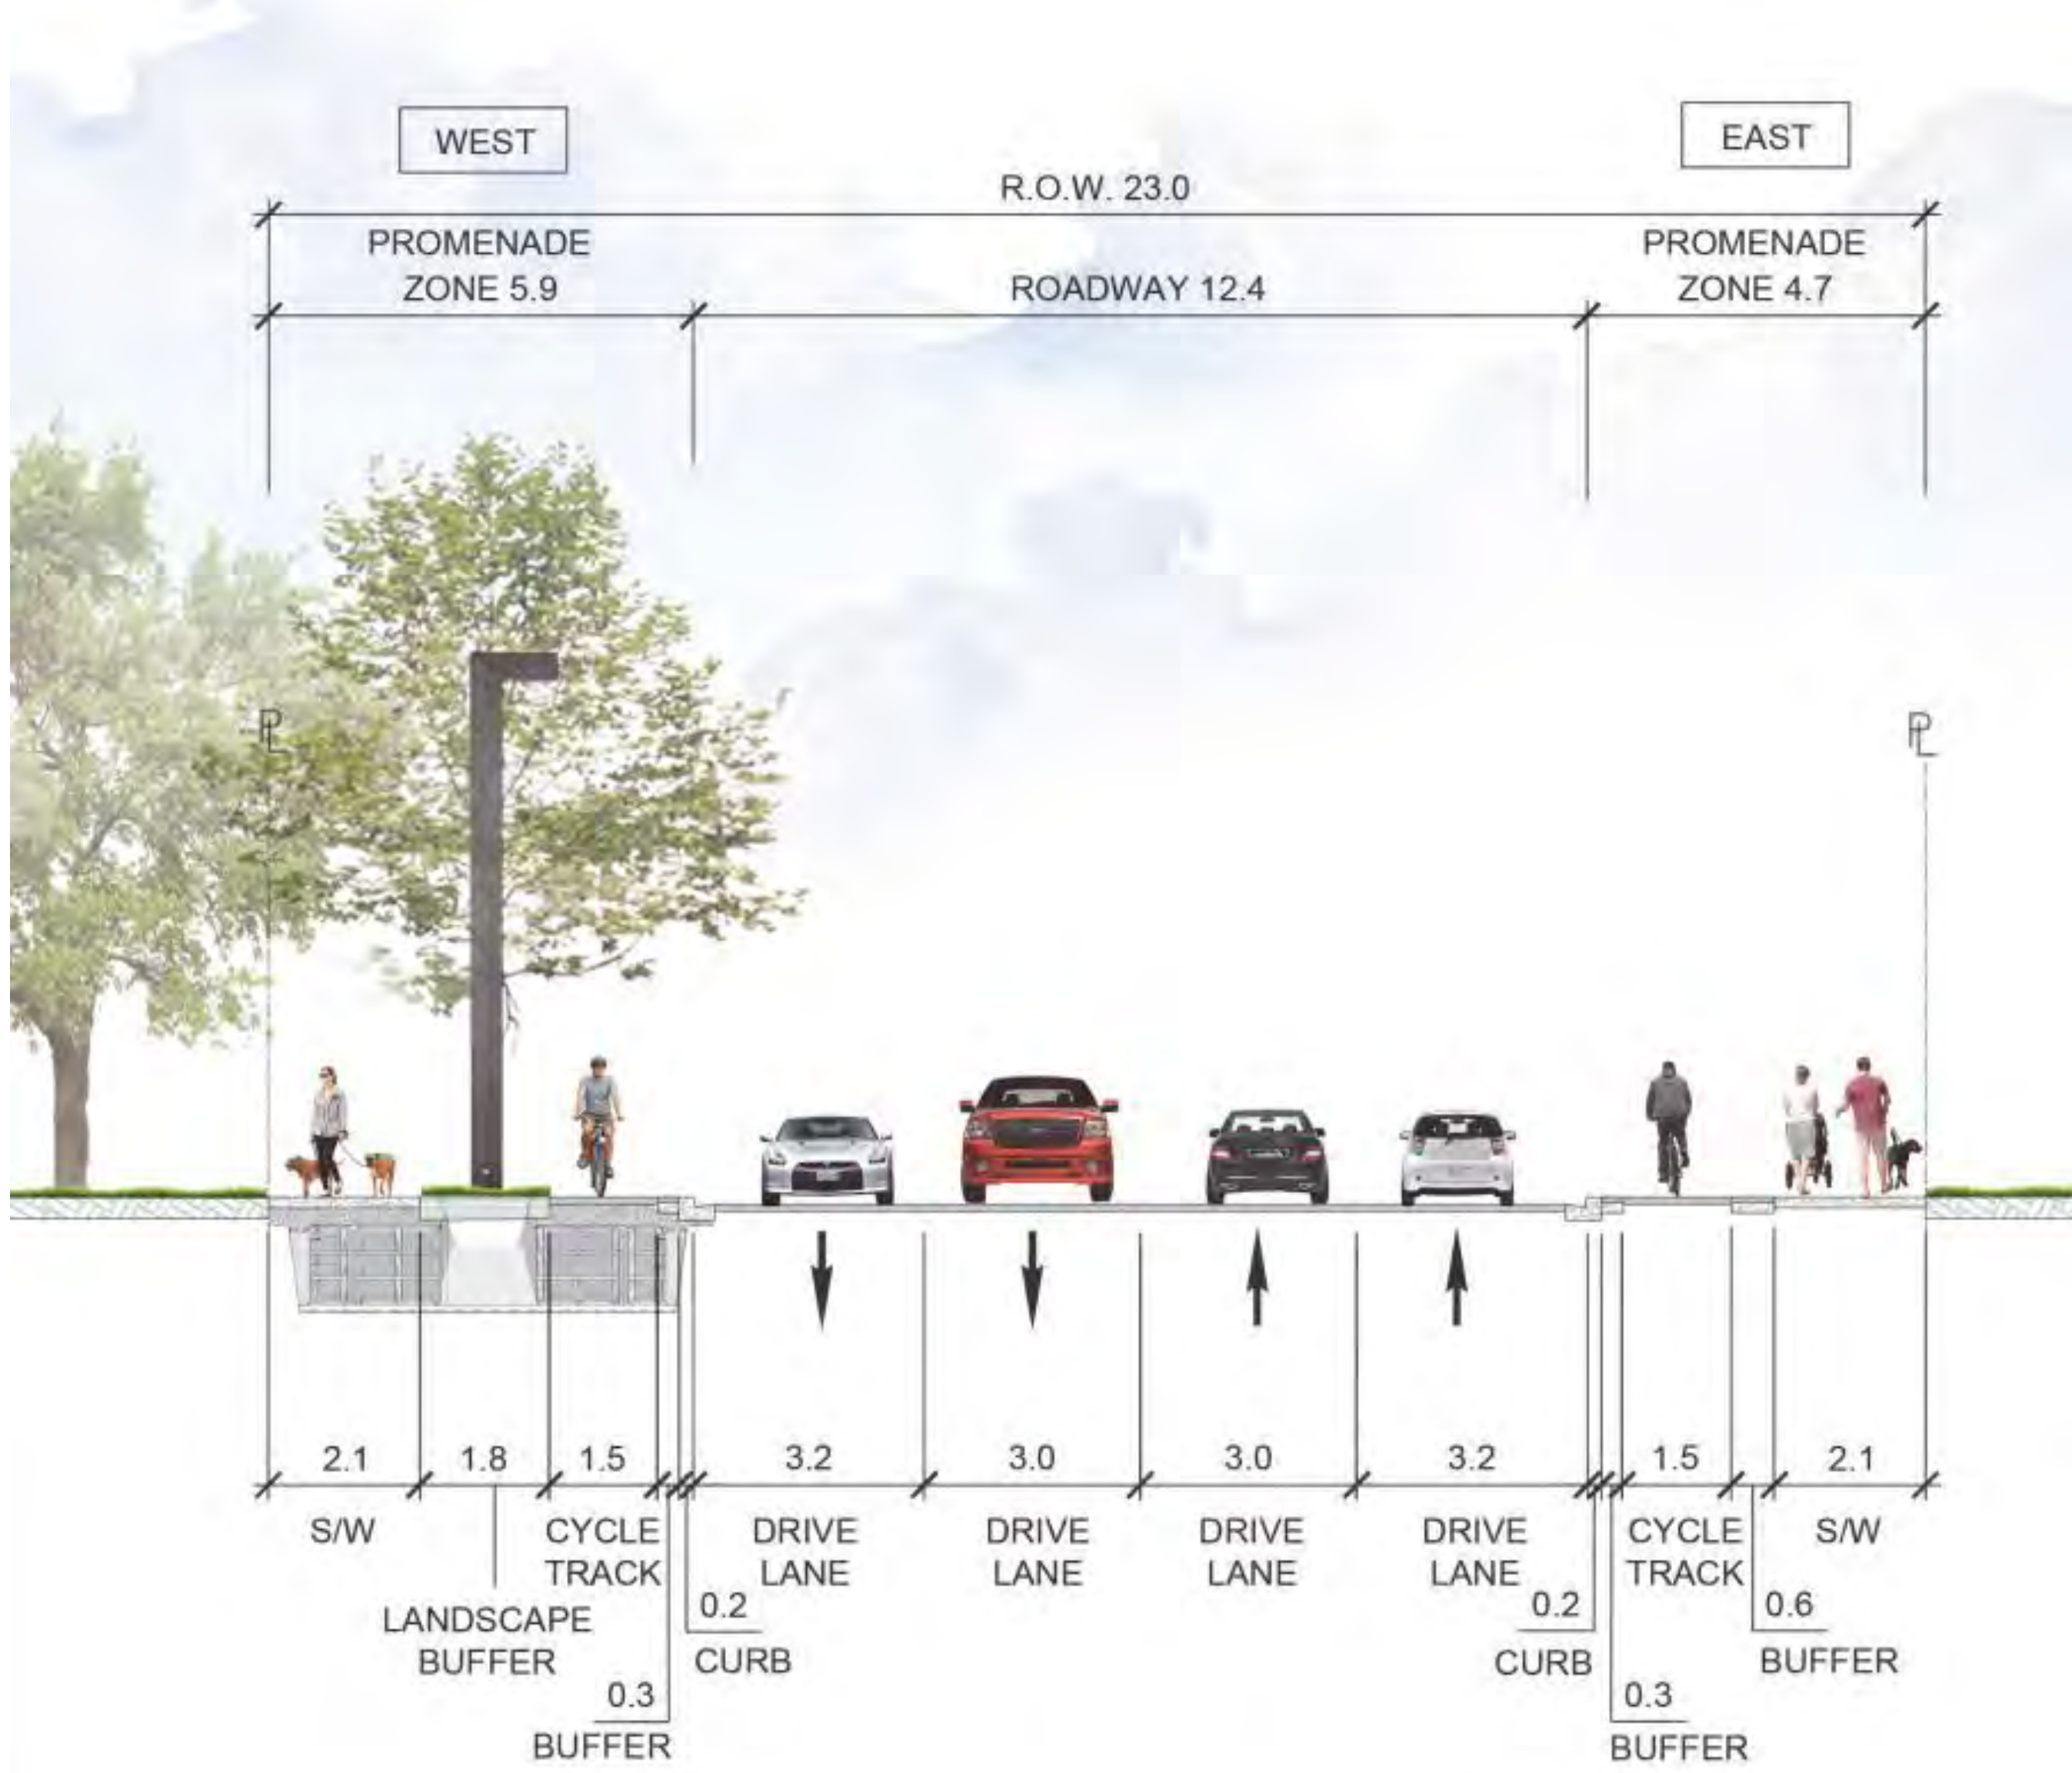 WEST
EAST
R.O.W. 23.0
PROMENADE
ZONE 5.9
ROADWAY 12.4
PROMENADE
ZONE 4.7
PL
PL
2.1
1.8
1.5
3.2
3.0
3.0
3.2
1.5
2.1
S/W
CYCLE
TRACK
DRIVE
LANE
DRIVE
LANE
DRIVE
LANE
DRIVE
LANE
CYCLE
TRACK
S/W
LANDSCAPE
BUFFER
0.2
CURB
0.2
CURB
0.6
BUFFER
0.3
BUFFER
0.3
BUFFER